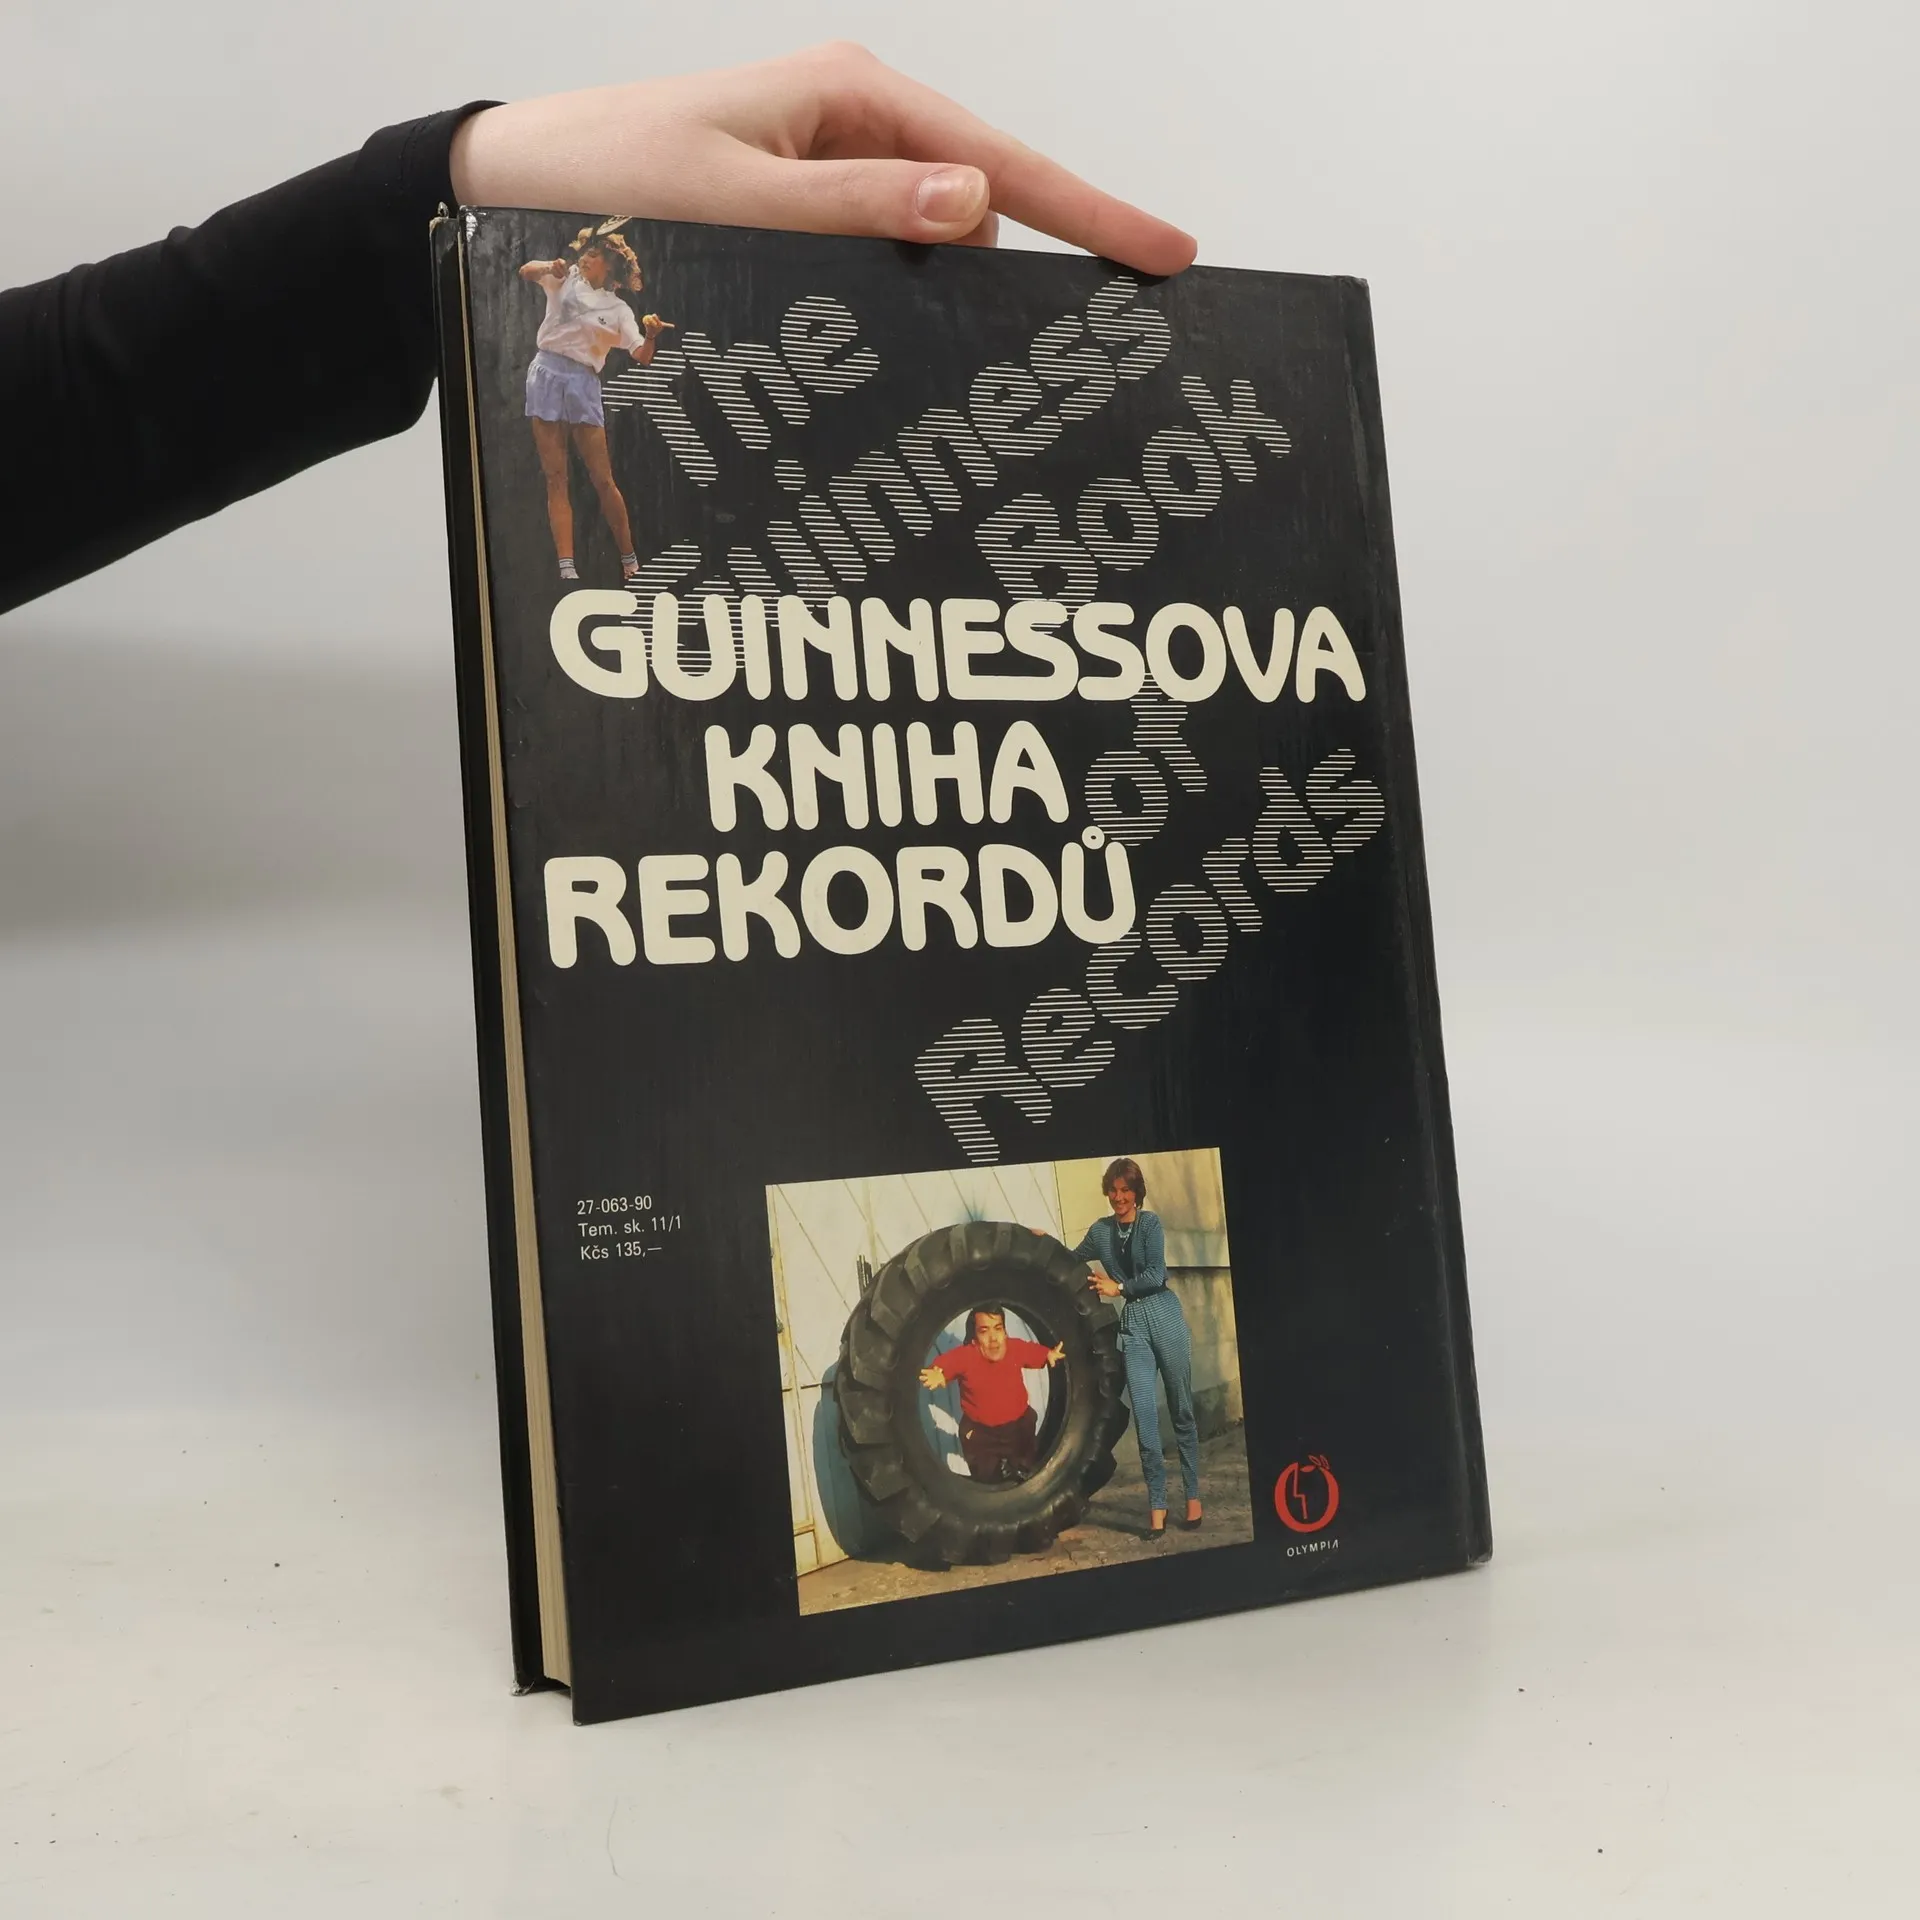 The
Guinness
Book
of
Records
GUINNESSOVA
KNIHA
REKORDŮ
27-063-90
Tem. sk. 11/1
Kčs 135,—
OLYMPIA